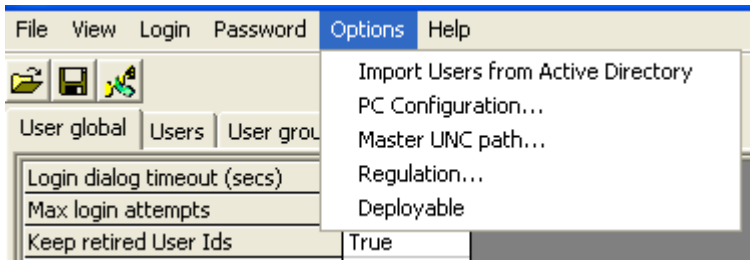 File View Login Password Options Help
Import Users from Active Directory
PC Configuration...
Master UNC path...
Regulation...
Deployable
User global Users User grou
Login dialog timeout (secs)
Max login attempts
Keep retired User Ids True